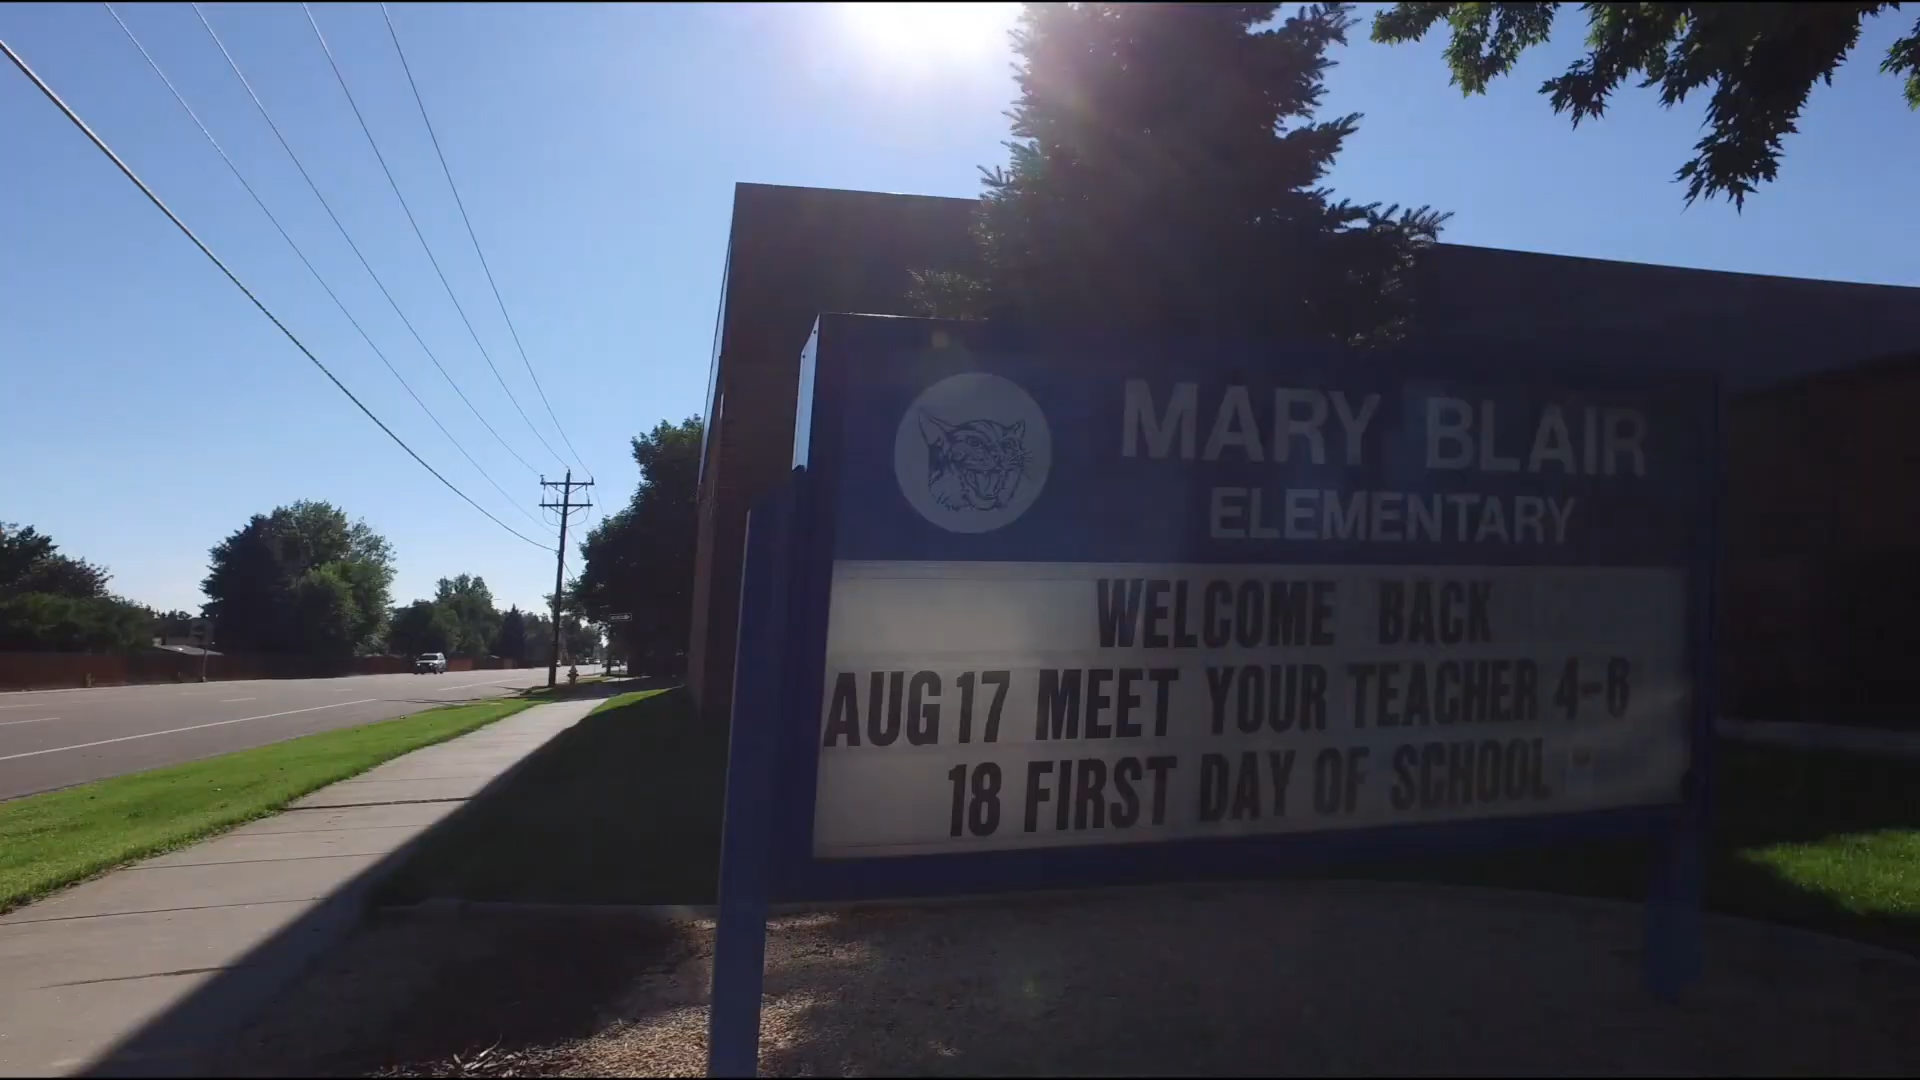 MARY BLAIR
ELEMENTARY
WELCOME BACK
AUG 17 MEET YOUR TEACHER 4-6
18 FIRST DAY OF SCHOOL